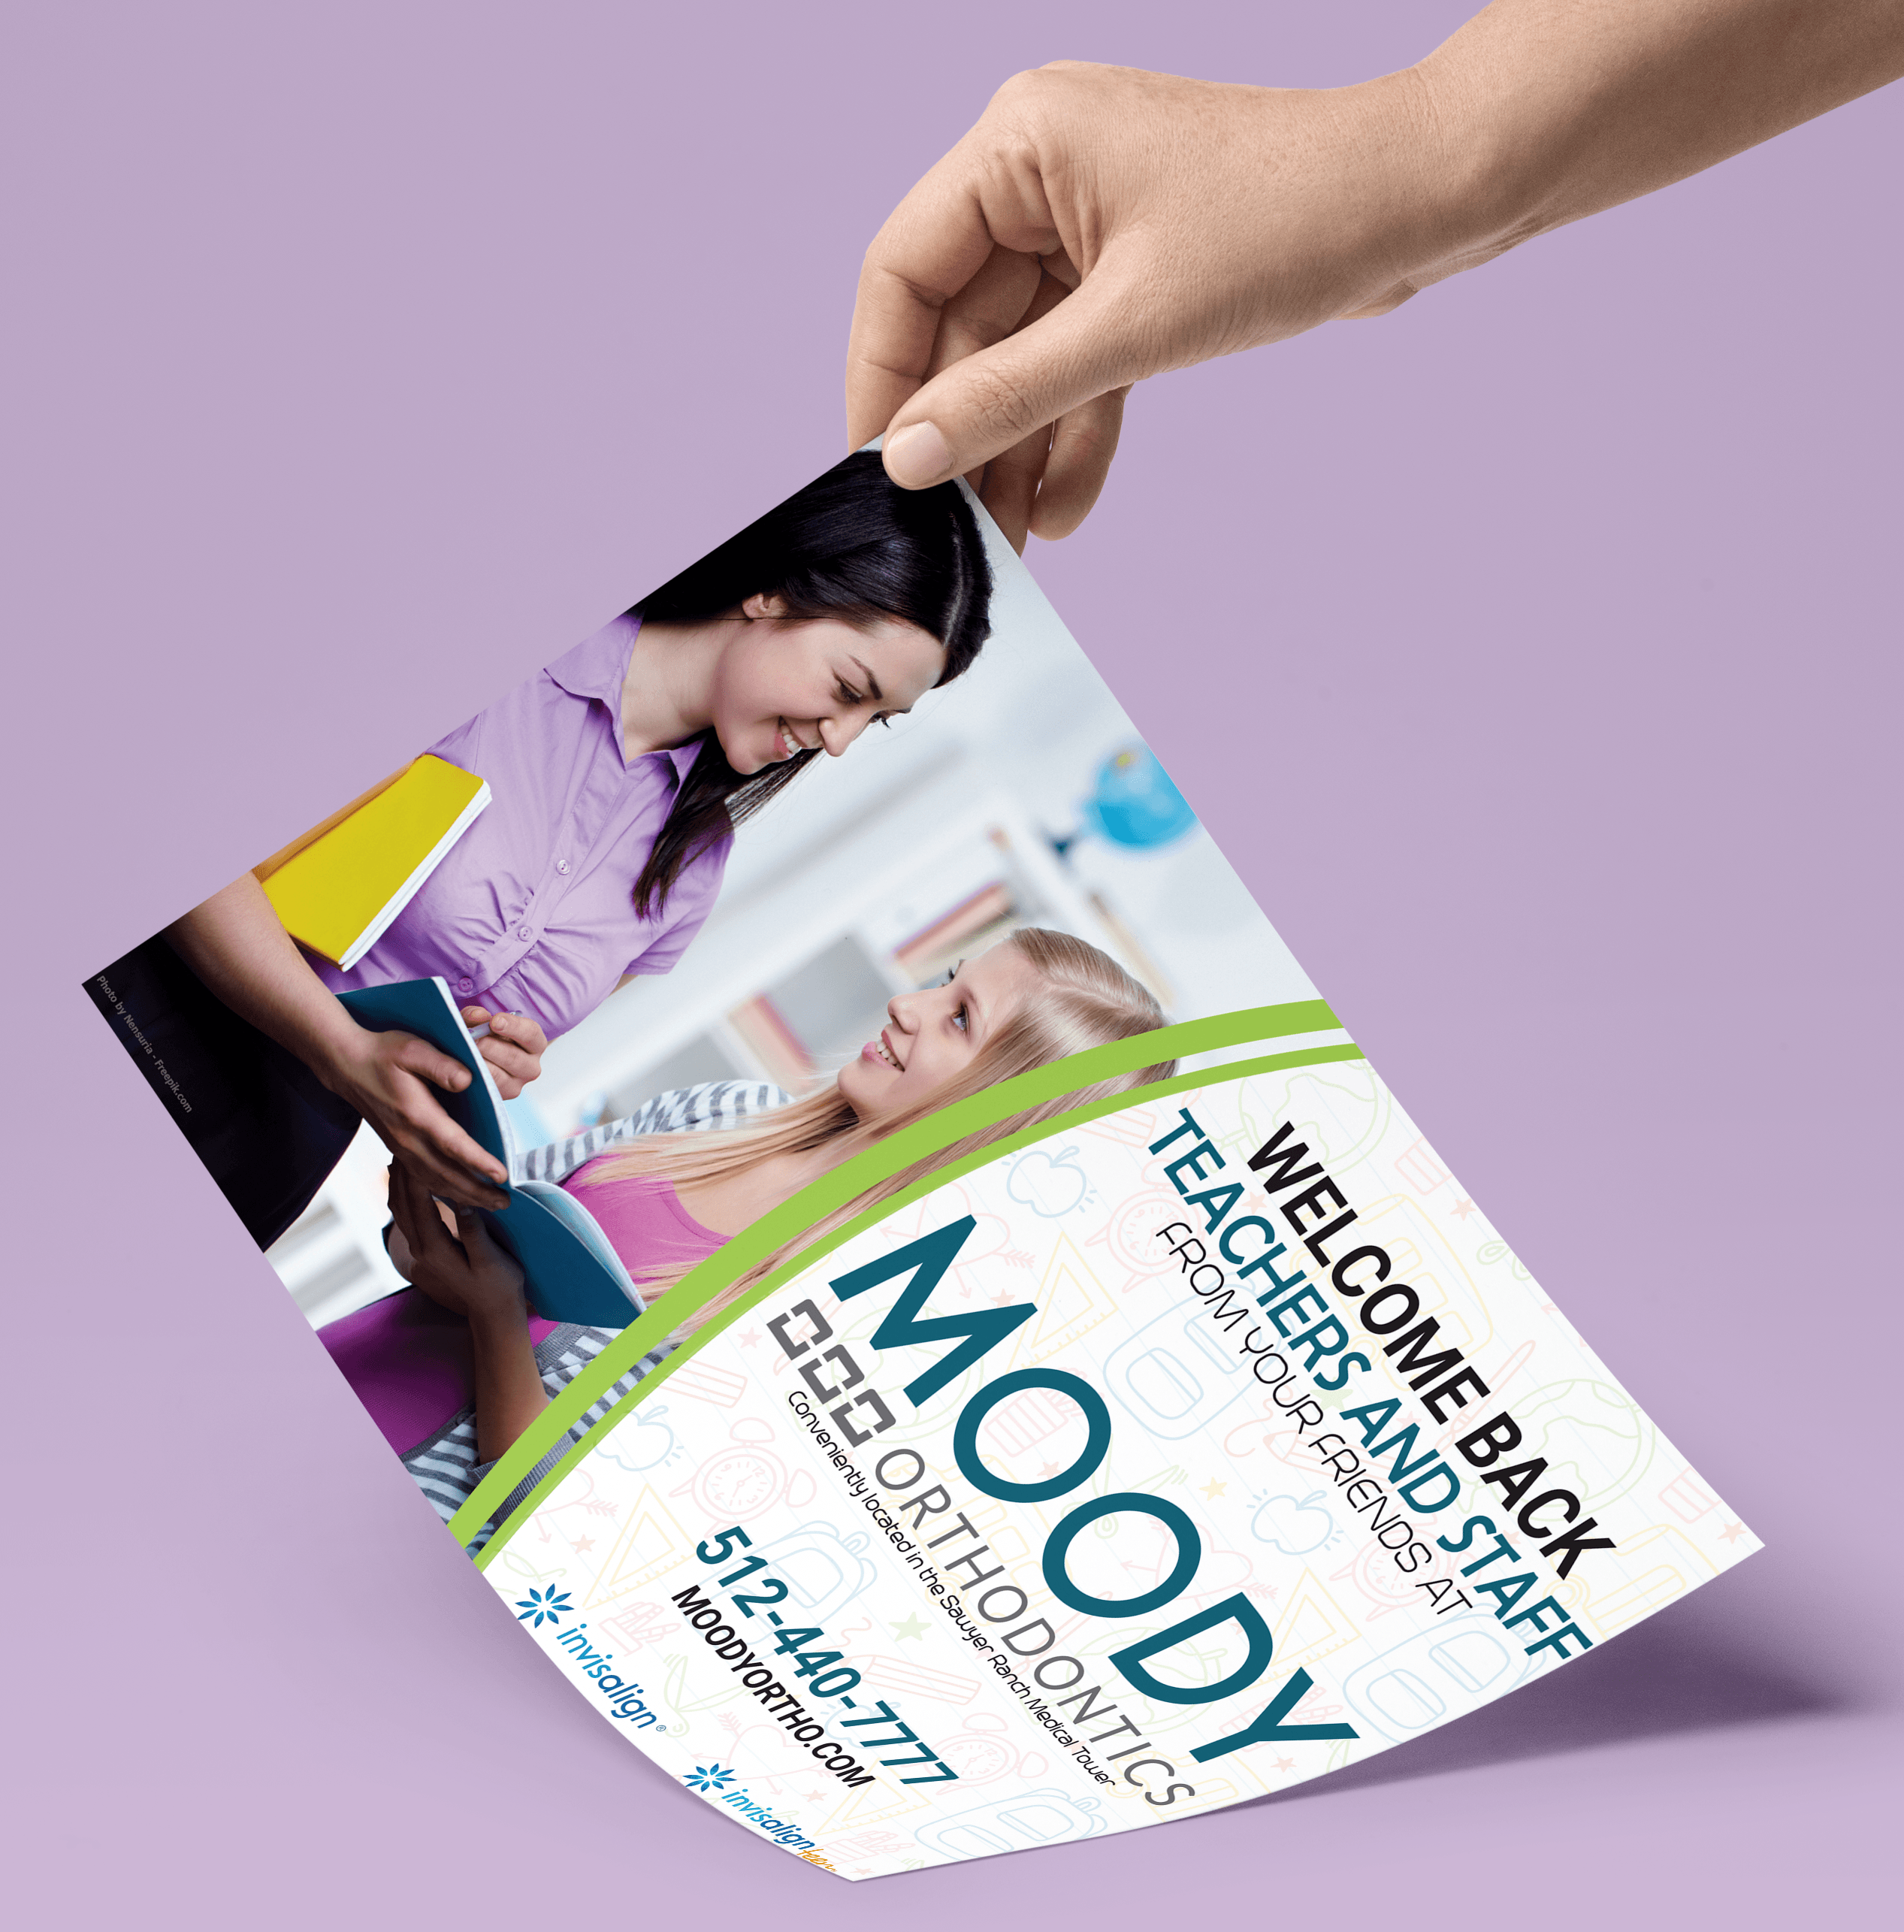 WELCOME BACK
TEACHERS AND STAFF
FROM YOUR FRIENDS AT
MOODY
ORTHODONTICS
Conveniently located in the Sawyer Ranch Medical Tower
512-440-7777
MOODYORTHO.COM
invisalign®
invisalign teen
Photo by Nensuria - Freepik.com